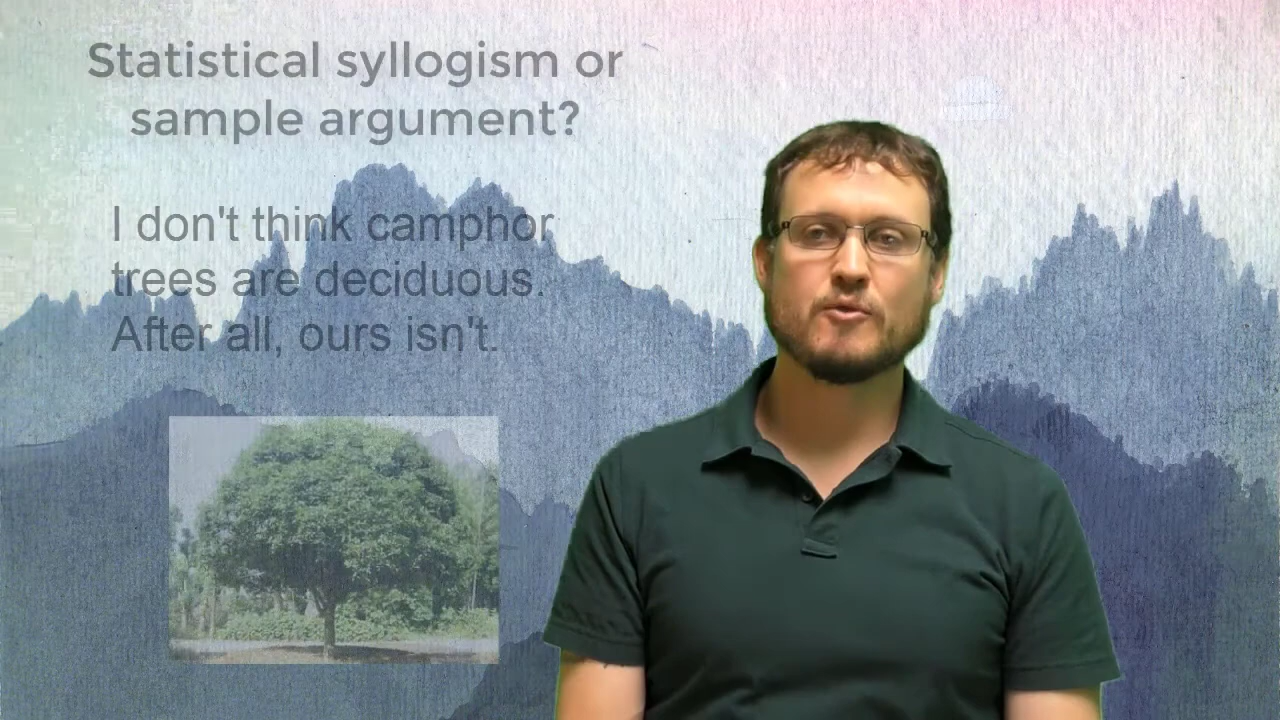 Statistical syllogism or
sample argument?
I don't think camphor
trees are deciduous.
After all, ours isn't.